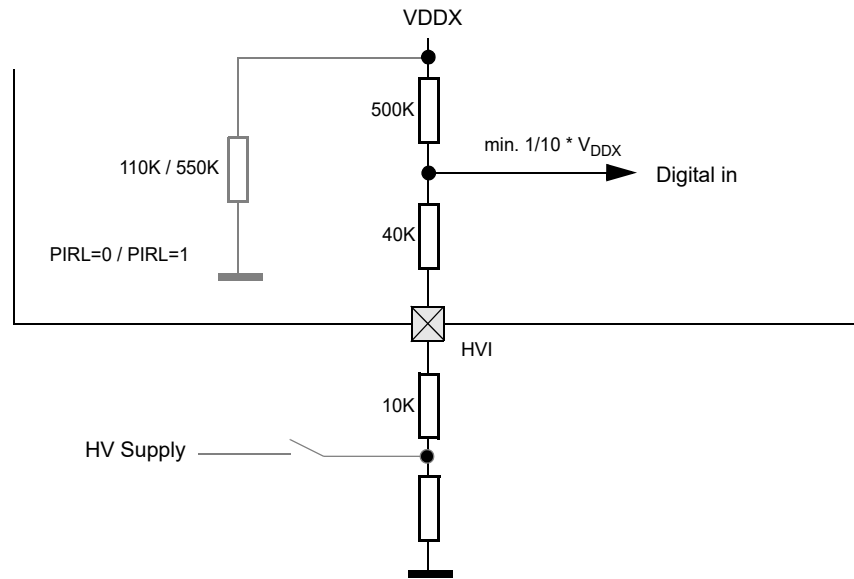 VDDX
500K
min. 1/10 * VDDX
110K / 550K
Digital in
40K
PIRL=0 / PIRL=1
HVI
10K
HV Supply